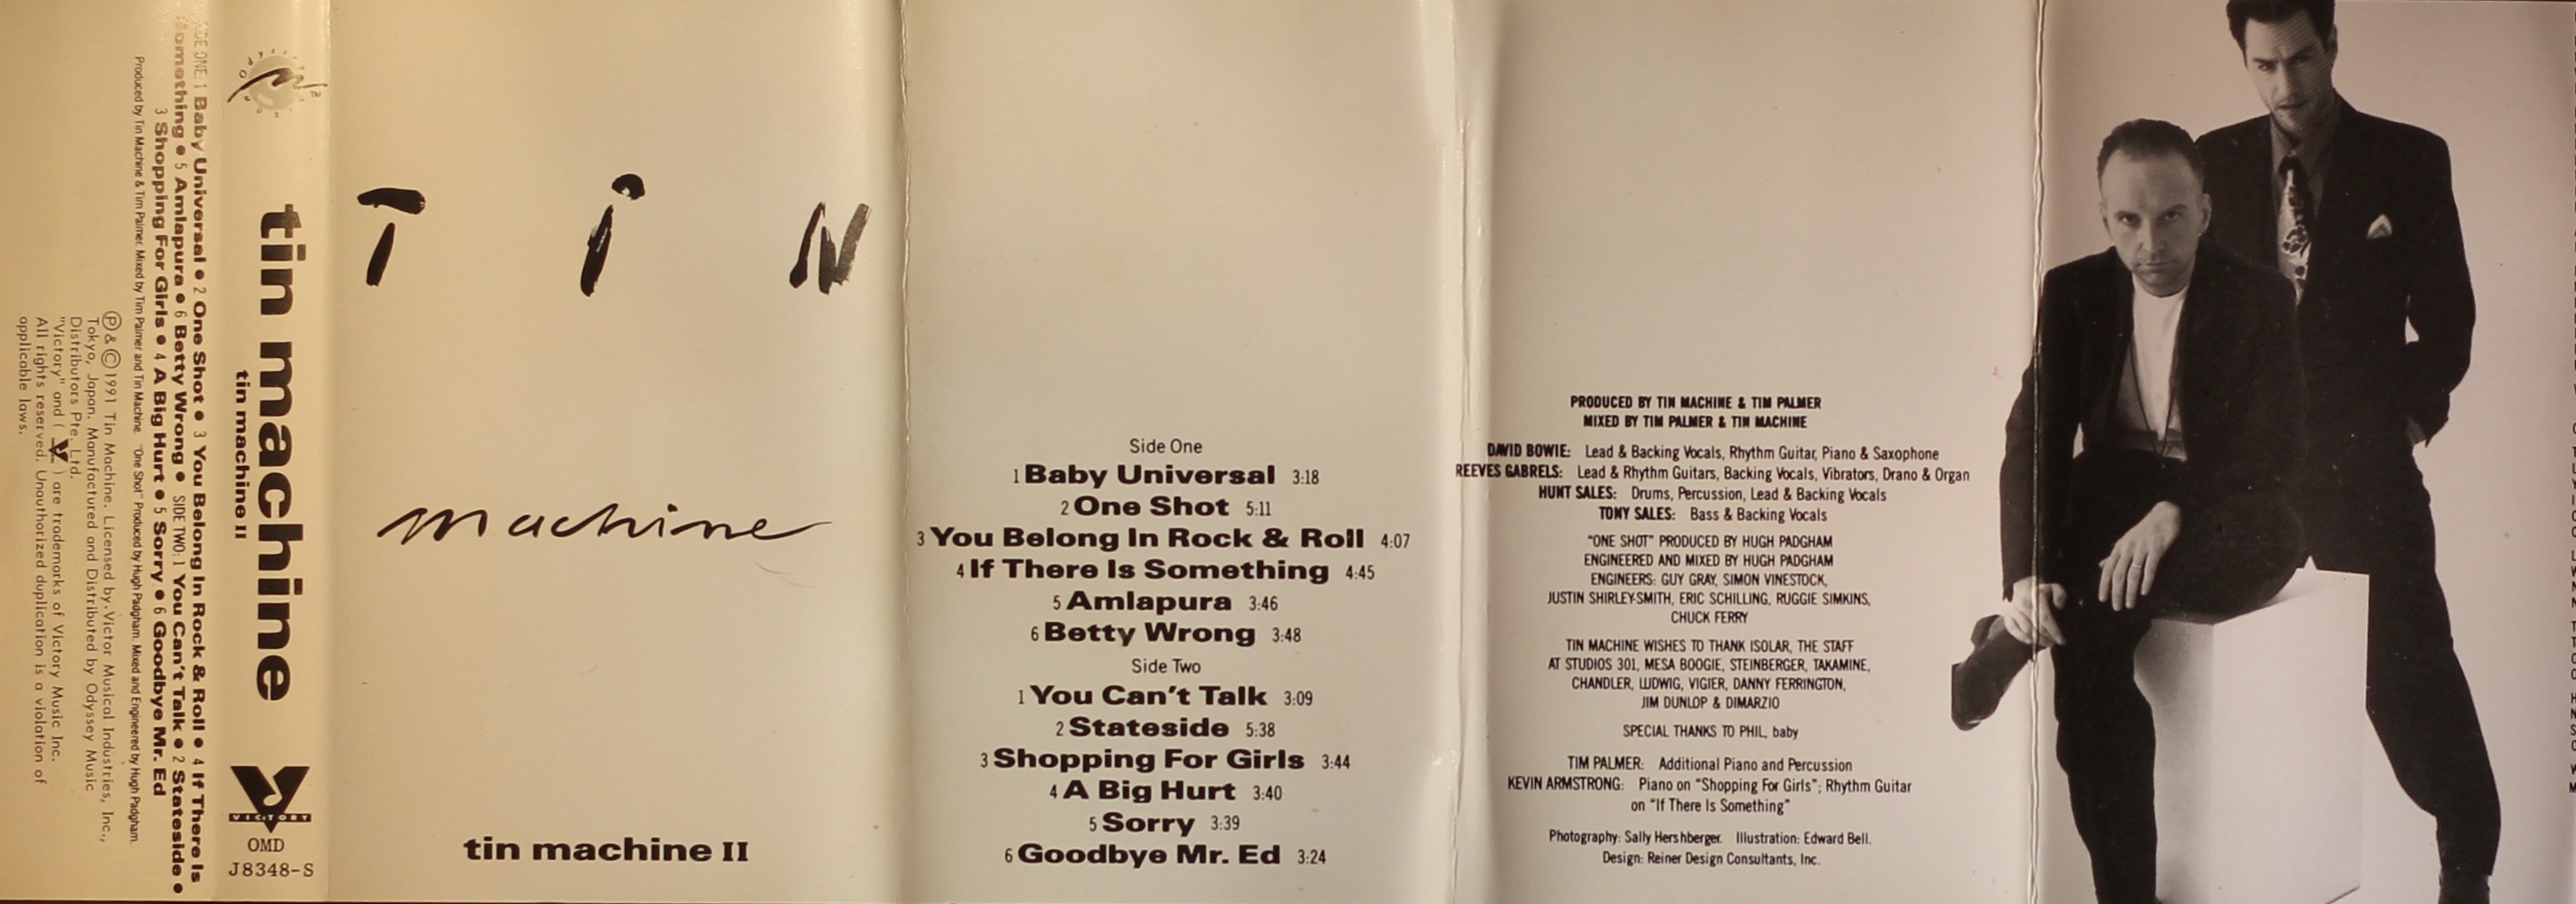 SIDE ONE: 1 Baby Universal • 2 One Shot • 3 You Belong In Rock & Roll • 4 If There Is
Something • 5 Amlapura • 6 Betty Wrong • SIDE TWO: 1 You Can't Talk • 2 Stateside •
3 Shopping For Girls • 4 A Big Hurt • 5 Sorry • 6 Goodbye Mr. Ed
Produced by Tin Machine & Tim Palmer. Mixed by Tim Palmer and Tin Machine. "One Shot" Produced by Hugh Padgham. Mixed and Engineered by Hugh Padgham.
Ⓟ & Ⓒ 1991 Tin Machine. Licensed by Victor Musical Industries, Inc.,
Tokyo, Japan. Manufactured and Distributed by Odyssey Music
Distributors Pte. Ltd.
"Victory" and ( V ) are trademarks of Victory Music Inc.
All rights reserved. Unauthorized duplication is a violation of
applicable laws.
tin machine
tin machine II
VICTORY
OMD
J8348-S
TiN
machine
tin machine II
Side One
1 Baby Universal 3:18
2 One Shot 5:11
3 You Belong In Rock & Roll 4:07
4 If There Is Something 4:45
5 Amlapura 3:46
6 Betty Wrong 3:48
Side Two
1 You Can't Talk 3:09
2 Stateside 5:38
3 Shopping For Girls 3:44
4 A Big Hurt 3:40
5 Sorry 3:39
6 Goodbye Mr. Ed 3:24
PRODUCED BY TIN MACHINE & TIM PALMER
MIXED BY TIM PALMER & TIN MACHINE
DAVID BOWIE: Lead & Backing Vocals, Rhythm Guitar, Piano & Saxophone
REEVES GABRELS: Lead & Rhythm Guitars, Backing Vocals, Vibrators, Drano & Organ
HUNT SALES: Drums, Percussion, Lead & Backing Vocals
TONY SALES: Bass & Backing Vocals
"ONE SHOT" PRODUCED BY HUGH PADGHAM
ENGINEERED AND MIXED BY HUGH PADGHAM
ENGINEERS: GUY GRAY, SIMON VINESTOCK,
JUSTIN SHIRLEY-SMITH, ERIC SCHILLING, RUGGIE SIMKINS,
CHUCK FERRY
TIN MACHINE WISHES TO THANK ISOLAR, THE STAFF
AT STUDIOS 301, MESA BOOGIE, STEINBERGER, TAKAMINE,
CHANDLER, LUDWIG, VIGIER, DANNY FERRINGTON,
JIM DUNLOP & DIMARZIO
SPECIAL THANKS TO PHIL, baby
TIM PALMER: Additional Piano and Percussion
KEVIN ARMSTRONG: Piano on "Shopping For Girls"; Rhythm Guitar
on "If There Is Something"
Photography: Sally Hershberger. Illustration: Edward Bell.
Design: Reiner Design Consultants, Inc.